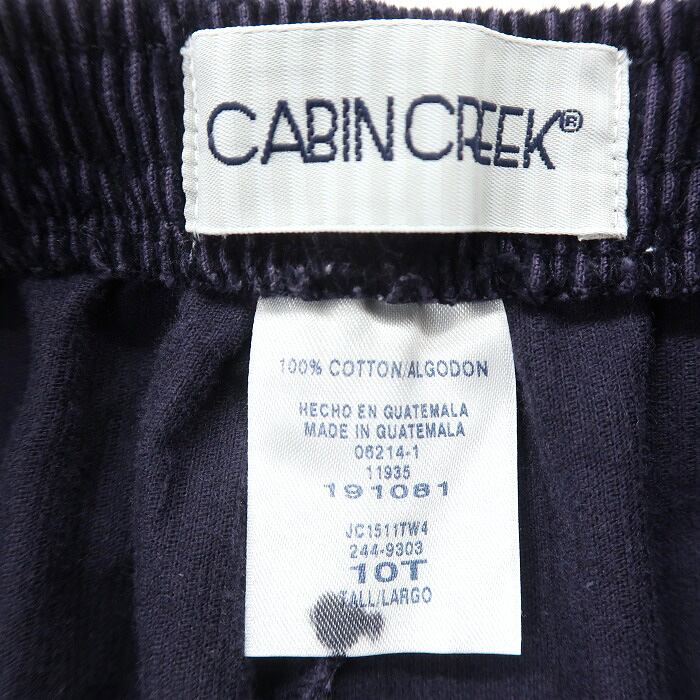 CABIN CREEK®
100% COTTON/ALGODON
HECHO EN GUATEMALA
MADE IN GUATEMALA
06214-1
11935
191081
JC1511TW4
244-9303
10T
TALL/LARGO